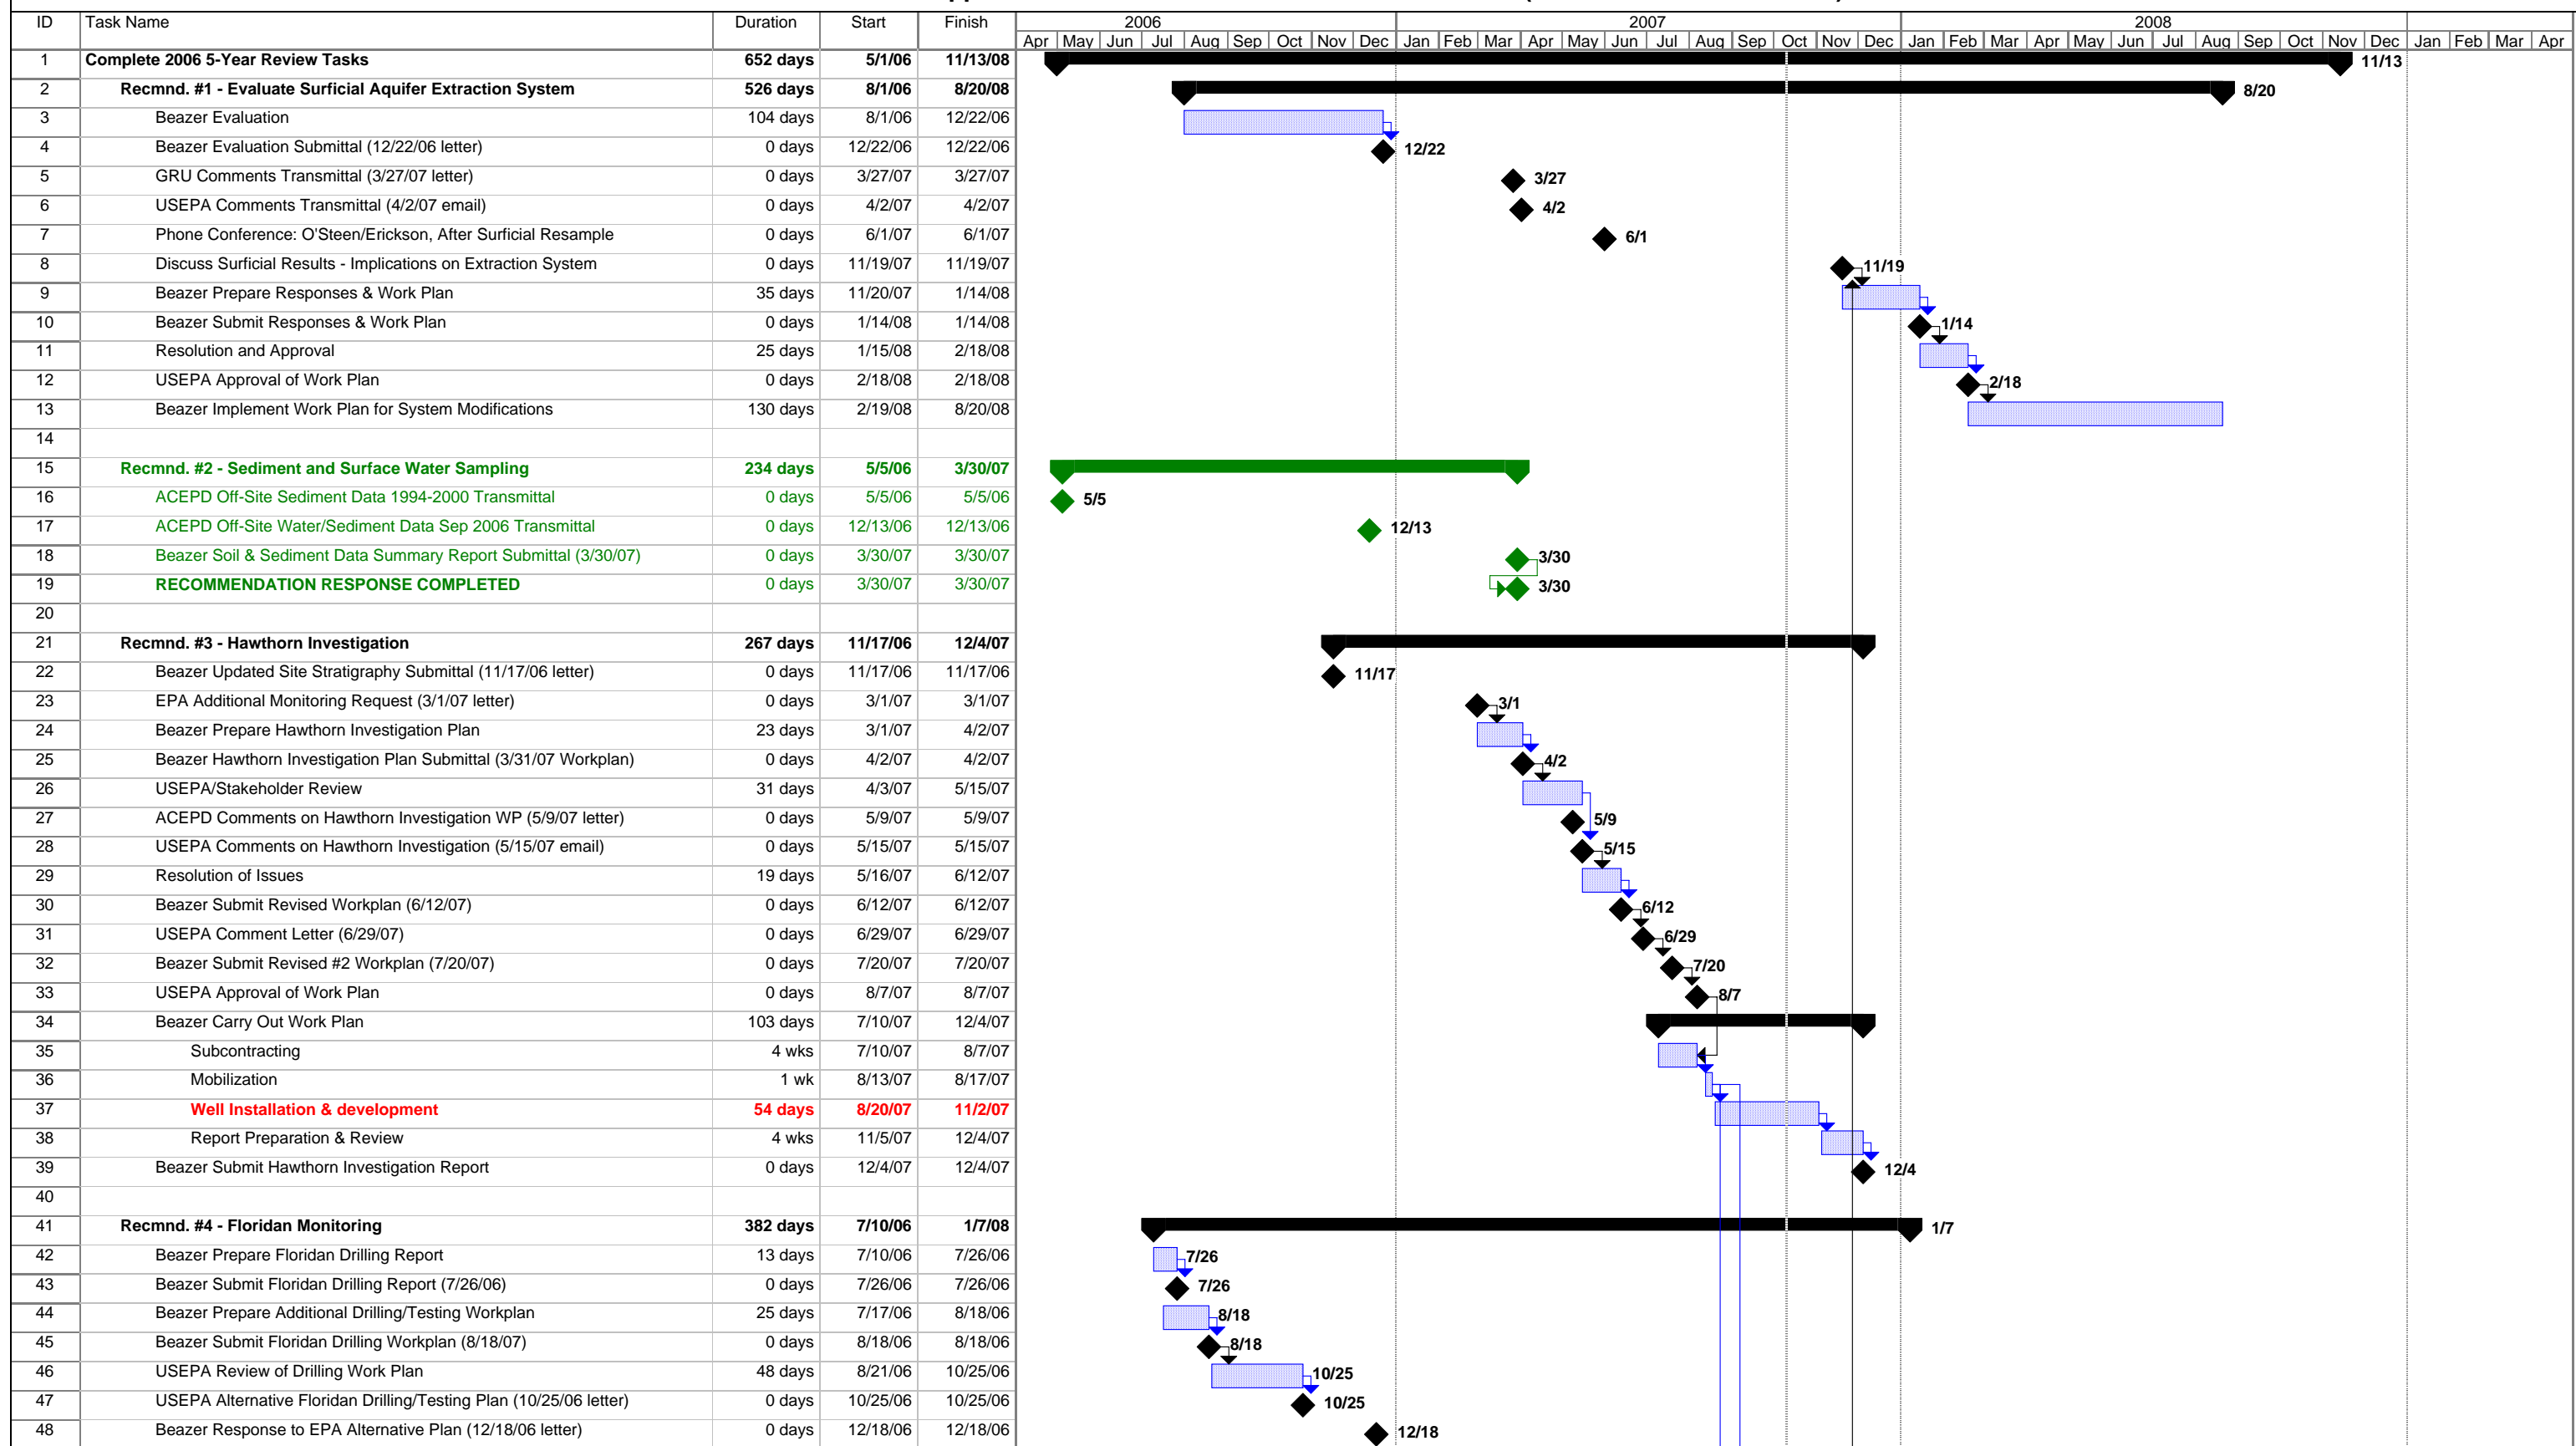 ID Task Name Duration Start Finish 2006 2007 2008
Apr May Jun Jul Aug Sep Oct Nov Dec Jan Feb Mar Apr May Jun Jul Aug Sep Oct Nov Dec Jan Feb Mar Apr May Jun Jul Aug Sep Oct Nov Dec Jan Feb Mar Apr
1 Complete 2006 5-Year Review Tasks 652 days 5/1/06 11/13/08 11/13
2 Recmnd. #1 - Evaluate Surficial Aquifer Extraction System 526 days 8/1/06 8/20/08 8/20
3 Beazer Evaluation 104 days 8/1/06 12/22/06
4 Beazer Evaluation Submittal (12/22/06 letter) 0 days 12/22/06 12/22/06 12/22
5 GRU Comments Transmittal (3/27/07 letter) 0 days 3/27/07 3/27/07 3/27
6 USEPA Comments Transmittal (4/2/07 email) 0 days 4/2/07 4/2/07 4/2
7 Phone Conference: O'Steen/Erickson, After Surficial Resample 0 days 6/1/07 6/1/07 6/1
8 Discuss Surficial Results - Implications on Extraction System 0 days 11/19/07 11/19/07 11/19
9 Beazer Prepare Responses & Work Plan 35 days 11/20/07 1/14/08
10 Beazer Submit Responses & Work Plan 0 days 1/14/08 1/14/08 1/14
11 Resolution and Approval 25 days 1/15/08 2/18/08
12 USEPA Approval of Work Plan 0 days 2/18/08 2/18/08 2/18
13 Beazer Implement Work Plan for System Modifications 130 days 2/19/08 8/20/08
14
15 Recmnd. #2 - Sediment and Surface Water Sampling 234 days 5/5/06 3/30/07
16 ACEPD Off-Site Sediment Data 1994-2000 Transmittal 0 days 5/5/06 5/5/06 5/5
17 ACEPD Off-Site Water/Sediment Data Sep 2006 Transmittal 0 days 12/13/06 12/13/06 12/13
18 Beazer Soil & Sediment Data Summary Report Submittal (3/30/07) 0 days 3/30/07 3/30/07 3/30
19 RECOMMENDATION RESPONSE COMPLETED 0 days 3/30/07 3/30/07 3/30
20
21 Recmnd. #3 - Hawthorn Investigation 267 days 11/17/06 12/4/07
22 Beazer Updated Site Stratigraphy Submittal (11/17/06 letter) 0 days 11/17/06 11/17/06 11/17
23 EPA Additional Monitoring Request (3/1/07 letter) 0 days 3/1/07 3/1/07 3/1
24 Beazer Prepare Hawthorn Investigation Plan 23 days 3/1/07 4/2/07
25 Beazer Hawthorn Investigation Plan Submittal (3/31/07 Workplan) 0 days 4/2/07 4/2/07 4/2
26 USEPA/Stakeholder Review 31 days 4/3/07 5/15/07
27 ACEPD Comments on Hawthorn Investigation WP (5/9/07 letter) 0 days 5/9/07 5/9/07 5/9
28 USEPA Comments on Hawthorn Investigation (5/15/07 email) 0 days 5/15/07 5/15/07 5/15
29 Resolution of Issues 19 days 5/16/07 6/12/07
30 Beazer Submit Revised Workplan (6/12/07) 0 days 6/12/07 6/12/07 6/12
31 USEPA Comment Letter (6/29/07) 0 days 6/29/07 6/29/07 6/29
32 Beazer Submit Revised #2 Workplan (7/20/07) 0 days 7/20/07 7/20/07 7/20
33 USEPA Approval of Work Plan 0 days 8/7/07 8/7/07 8/7
34 Beazer Carry Out Work Plan 103 days 7/10/07 12/4/07
35 Subcontracting 4 wks 7/10/07 8/7/07
36 Mobilization 1 wk 8/13/07 8/17/07
37 Well Installation & development 54 days 8/20/07 11/2/07
38 Report Preparation & Review 4 wks 11/5/07 12/4/07
39 Beazer Submit Hawthorn Investigation Report 0 days 12/4/07 12/4/07 12/4
40
41 Recmnd. #4 - Floridan Monitoring 382 days 7/10/06 1/7/08 1/7
42 Beazer Prepare Floridan Drilling Report 13 days 7/10/06 7/26/06 7/26
43 Beazer Submit Floridan Drilling Report (7/26/06) 0 days 7/26/06 7/26/06 7/26
44 Beazer Prepare Additional Drilling/Testing Workplan 25 days 7/17/06 8/18/06 8/18
45 Beazer Submit Floridan Drilling Workplan (8/18/07) 0 days 8/18/06 8/18/06 8/18
46 USEPA Review of Drilling Work Plan 48 days 8/21/06 10/25/06 10/25
47 USEPA Alternative Floridan Drilling/Testing Plan (10/25/06 letter) 0 days 10/25/06 10/25/06 10/25
48 Beazer Response to EPA Alternative Plan (12/18/06 letter) 0 days 12/18/06 12/18/06 12/18